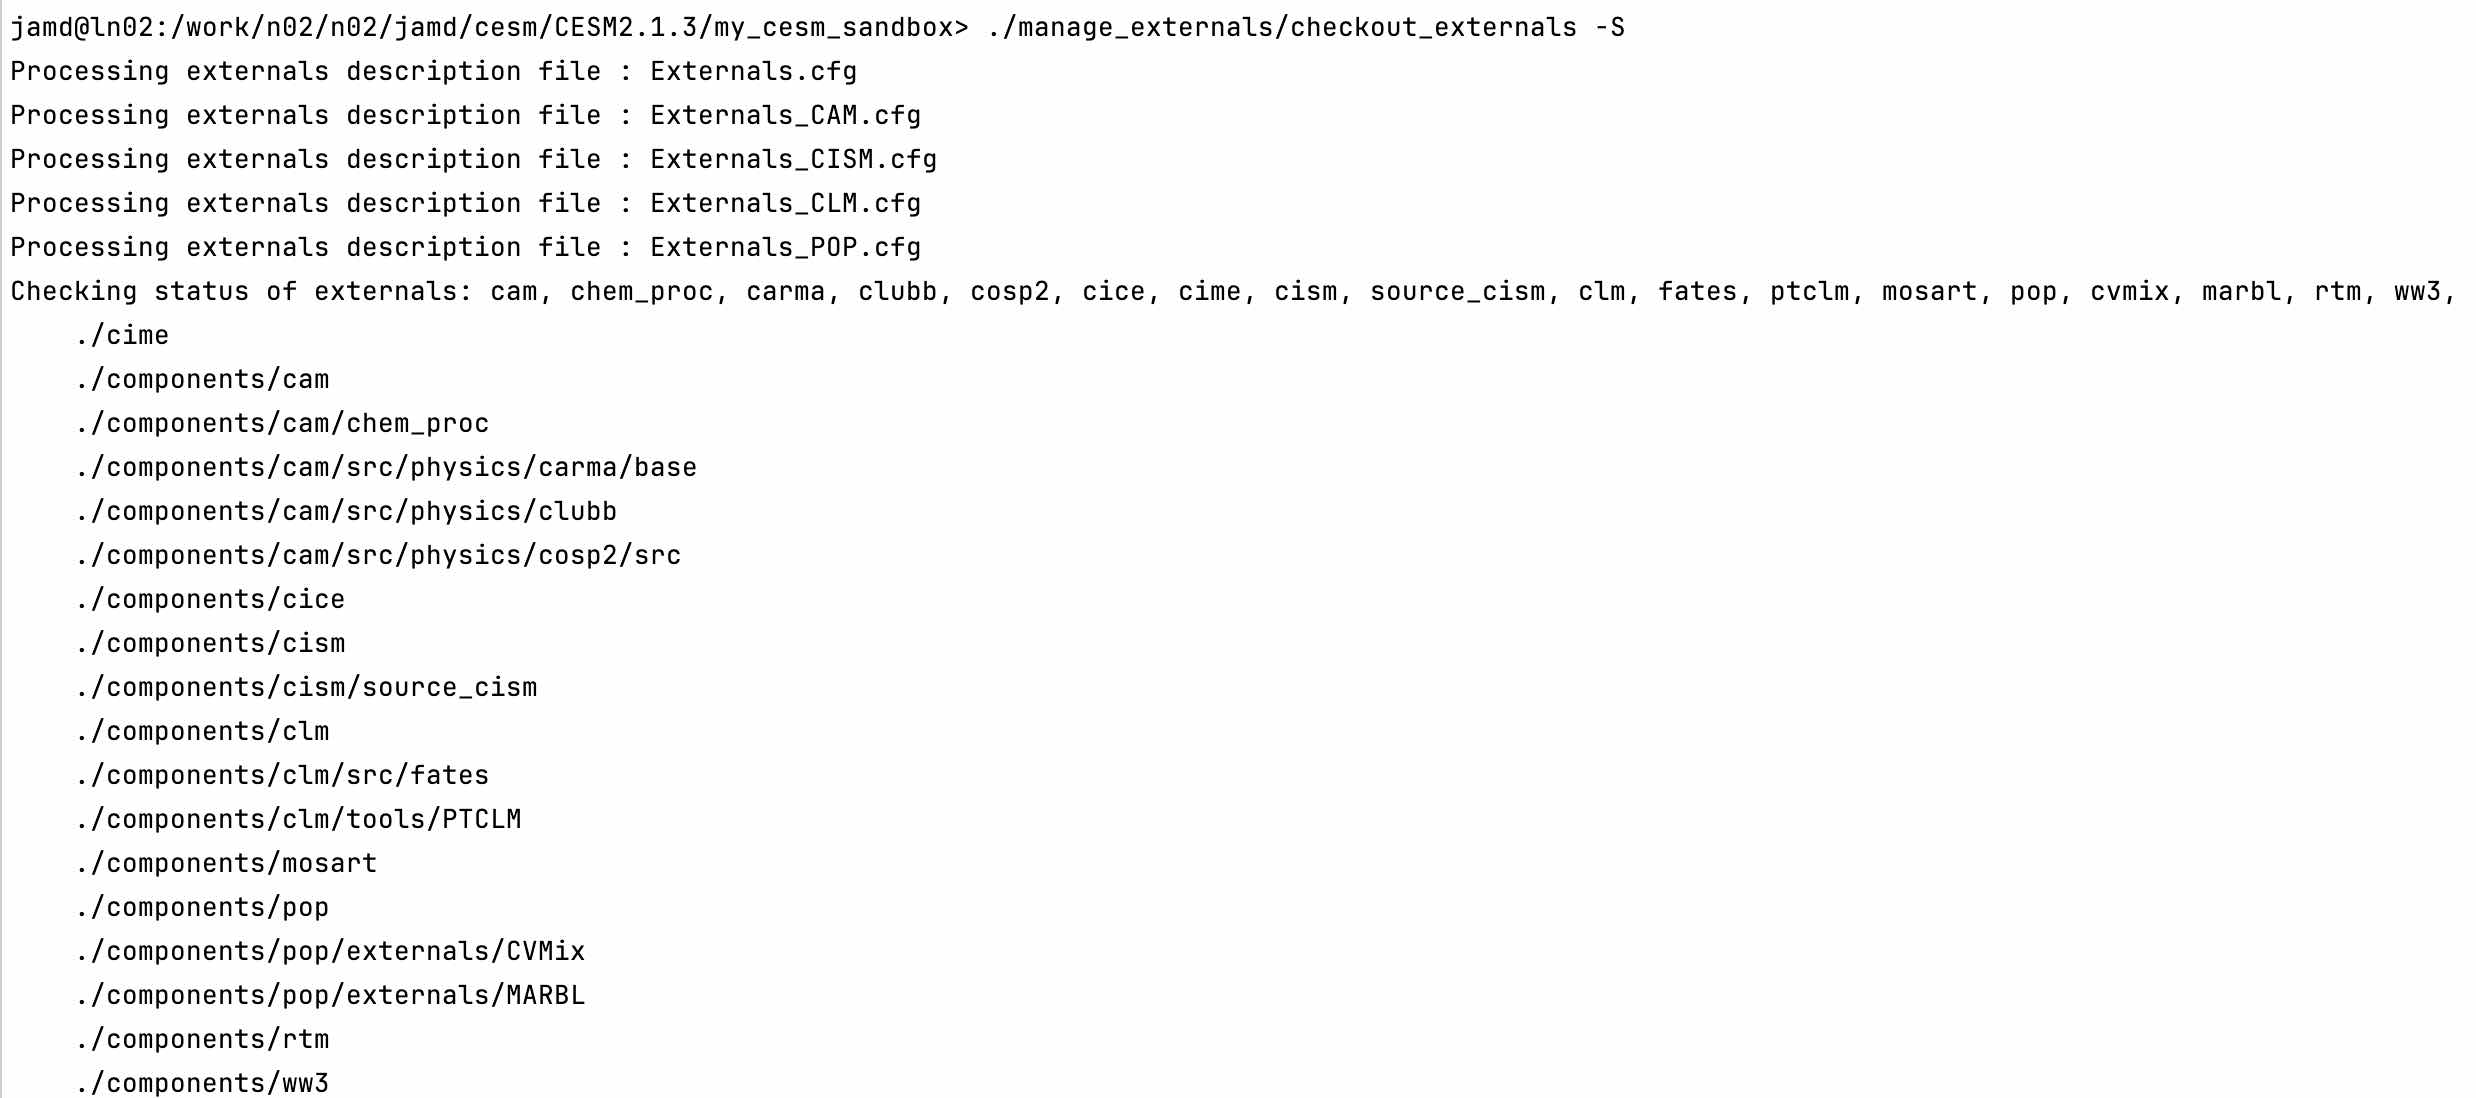 jamd@ln02:/work/n02/n02/jamd/cesm/CESM2.1.3/my_cesm_sandbox> ./manage_externals/checkout_externals -S
Processing externals description file : Externals.cfg
Processing externals description file : Externals_CAM.cfg
Processing externals description file : Externals_CISM.cfg
Processing externals description file : Externals_CLM.cfg
Processing externals description file : Externals_POP.cfg
Checking status of externals: cam, chem_proc, carma, clubb, cosp2, cice, cime, cism, source_cism, clm, fates, ptclm, mosart, pop, cvmix, marbl, rtm, ww3,
    ./cime
    ./components/cam
    ./components/cam/chem_proc
    ./components/cam/src/physics/carma/base
    ./components/cam/src/physics/clubb
    ./components/cam/src/physics/cosp2/src
    ./components/cice
    ./components/cism
    ./components/cism/source_cism
    ./components/clm
    ./components/clm/src/fates
    ./components/clm/tools/PTCLM
    ./components/mosart
    ./components/pop
    ./components/pop/externals/CVMix
    ./components/pop/externals/MARBL
    ./components/rtm
    ./components/ww3